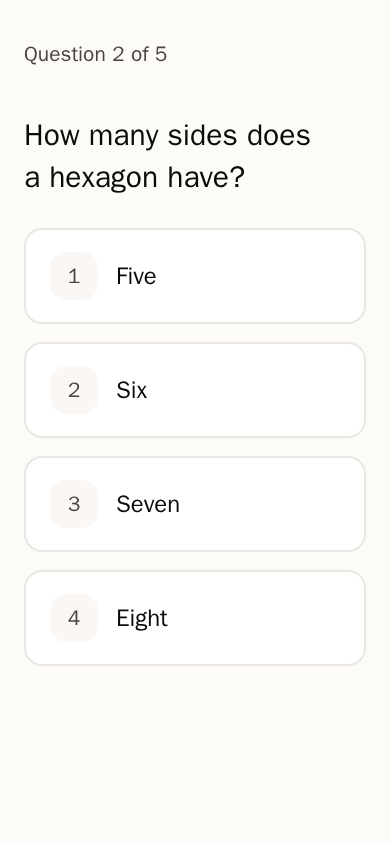 Question 2 of 5
How many sides does
a hexagon have?
1 Five
2 Six
3 Seven
4 Eight